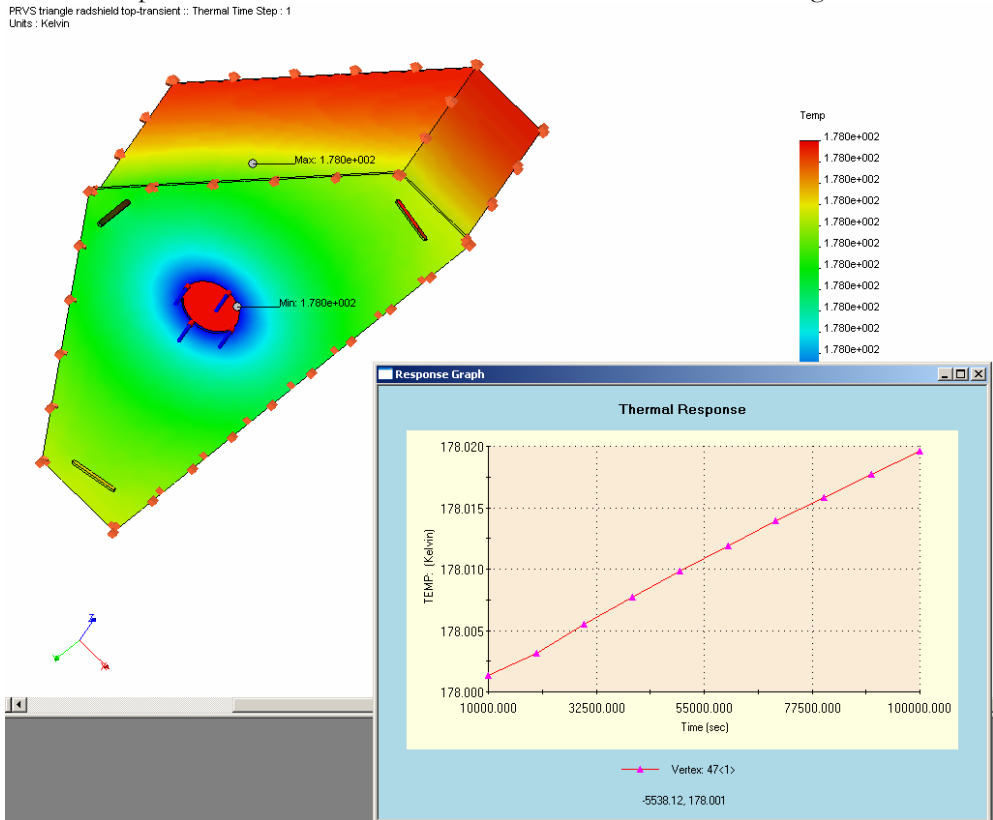 PRVS triangle radshield top-transient :: Thermal Time Step : 1
Units : Kelvin
Temp
1.780e+002
1.780e+002
1.780e+002
1.780e+002
1.780e+002
1.780e+002
1.780e+002
1.780e+002
1.780e+002
1.780e+002
1.780e+002
Max: 1.780e+002
Min: 1.780e+002
Response Graph
Thermal Response
178.020
178.015
178.010
178.005
178.000
TEMP: (Kelvin)
10000.000 32500.000 55000.000 77500.000 100000.000
Time (sec)
Vertex: 47<1>
-5538.12, 178.001